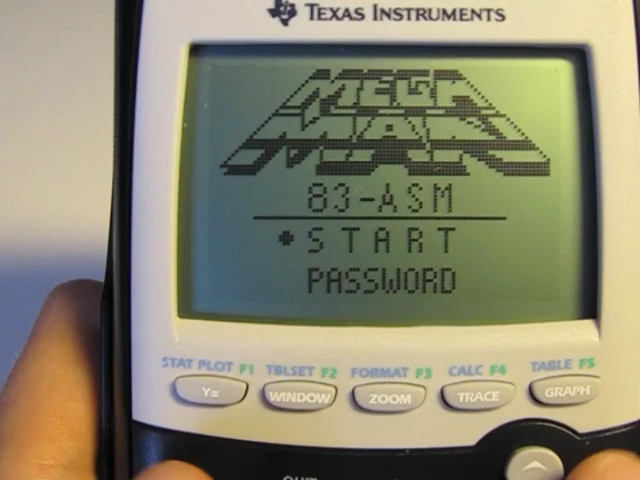 TEXAS INSTRUMENTS
MEGA
MAN
83-ASM
START
PASSWORD
STAT PLOT F1 TBLSET F2 FORMAT F3 CALC F4 TABLE F5
Y= WINDOW ZOOM TRACE GRAPH
QUIT